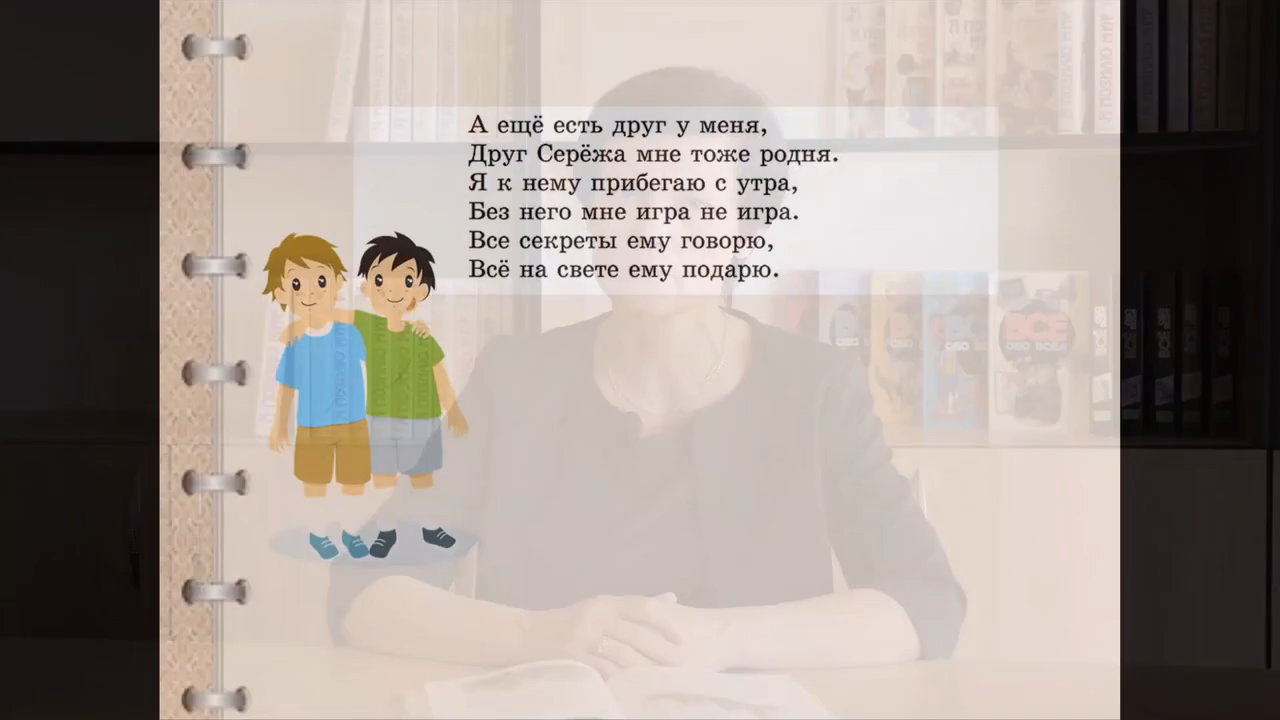 А ещё есть друг у меня,
Друг Серёжа мне тоже родня.
Я к нему прибегаю с утра,
Без него мне игра не игра.
Все секреты ему говорю,
Всё на свете ему подарю.